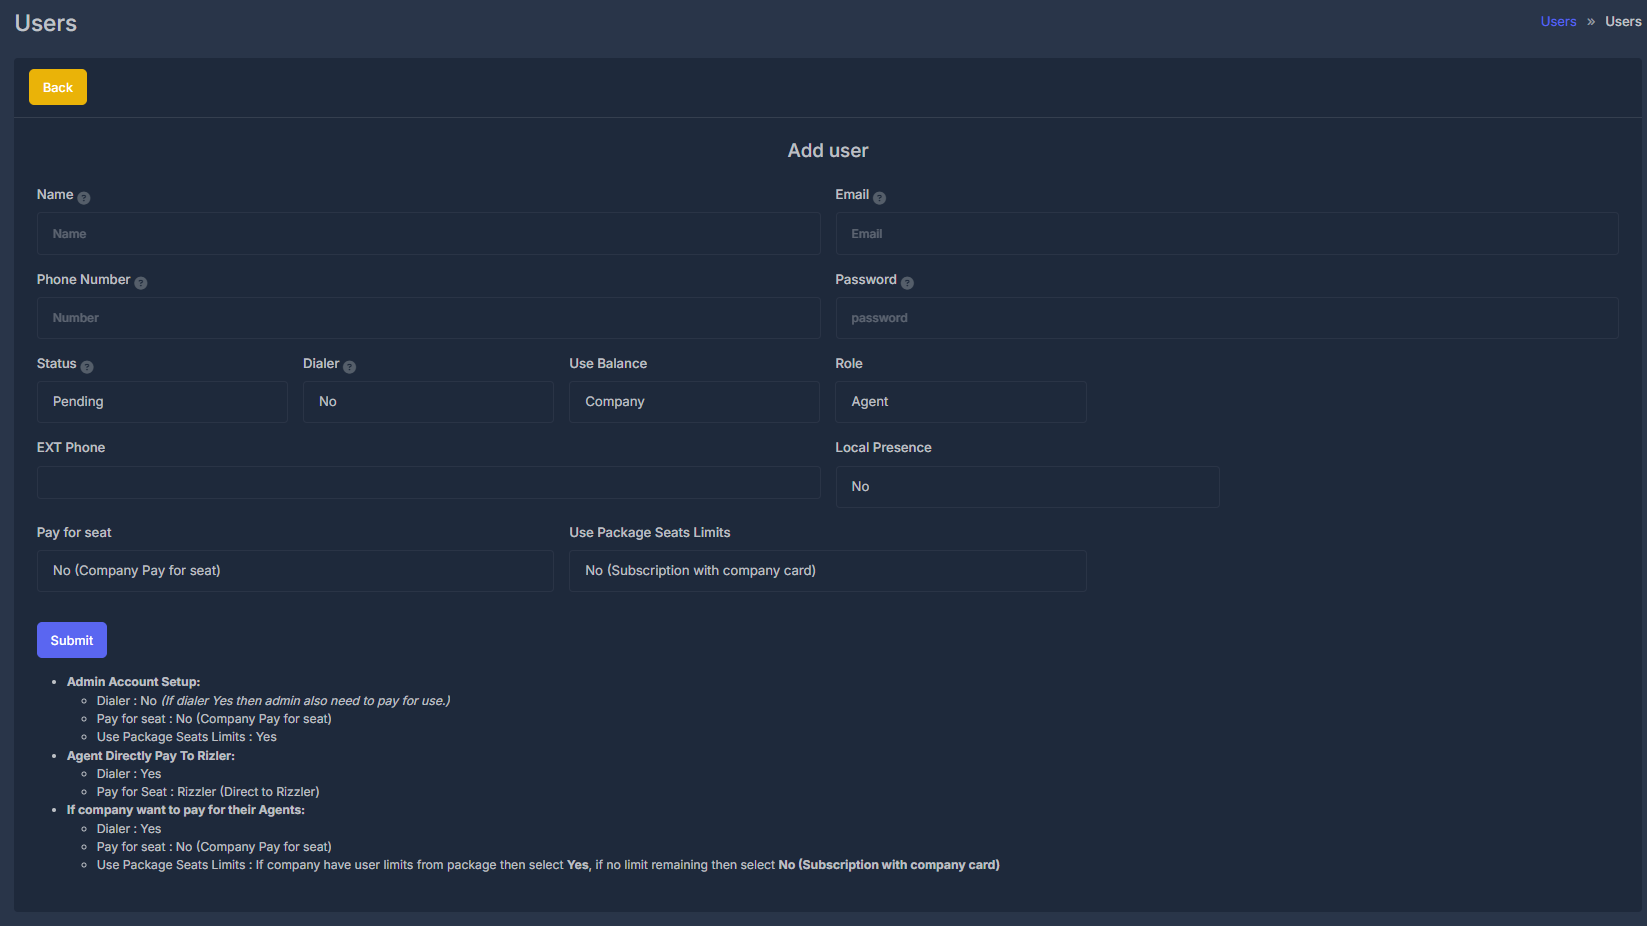 Users
Users » Users
Back
Add user
Name ?
Email ?
Name
Email
Phone Number ?
Password ?
Number
password
Status ?
Dialer ?
Use Balance
Role
Pending
No
Company
Agent
EXT Phone
Local Presence
No
Pay for seat
Use Package Seats Limits
No (Company Pay for seat)
No (Subscription with company card)
Submit
• Admin Account Setup:
◦ Dialer : No (If dialer Yes then admin also need to pay for use.)
◦ Pay for seat : No (Company Pay for seat)
◦ Use Package Seats Limits : Yes
• Agent Directly Pay To Rizler:
◦ Dialer : Yes
◦ Pay for Seat : Rizzler (Direct to Rizzler)
• If company want to pay for their Agents:
◦ Dialer : Yes
◦ Pay for seat : No (Company Pay for seat)
◦ Use Package Seats Limits : If company have user limits from package then select Yes, if no limit remaining then select No (Subscription with company card)